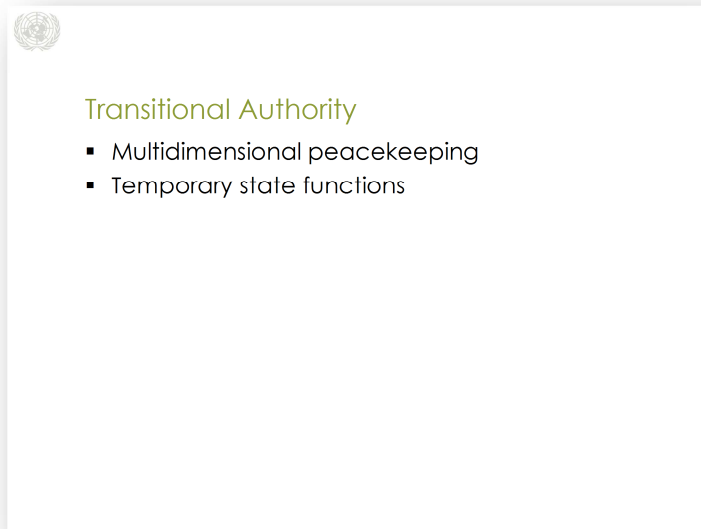 Transitional Authority
▪ Multidimensional peacekeeping
▪ Temporary state functions